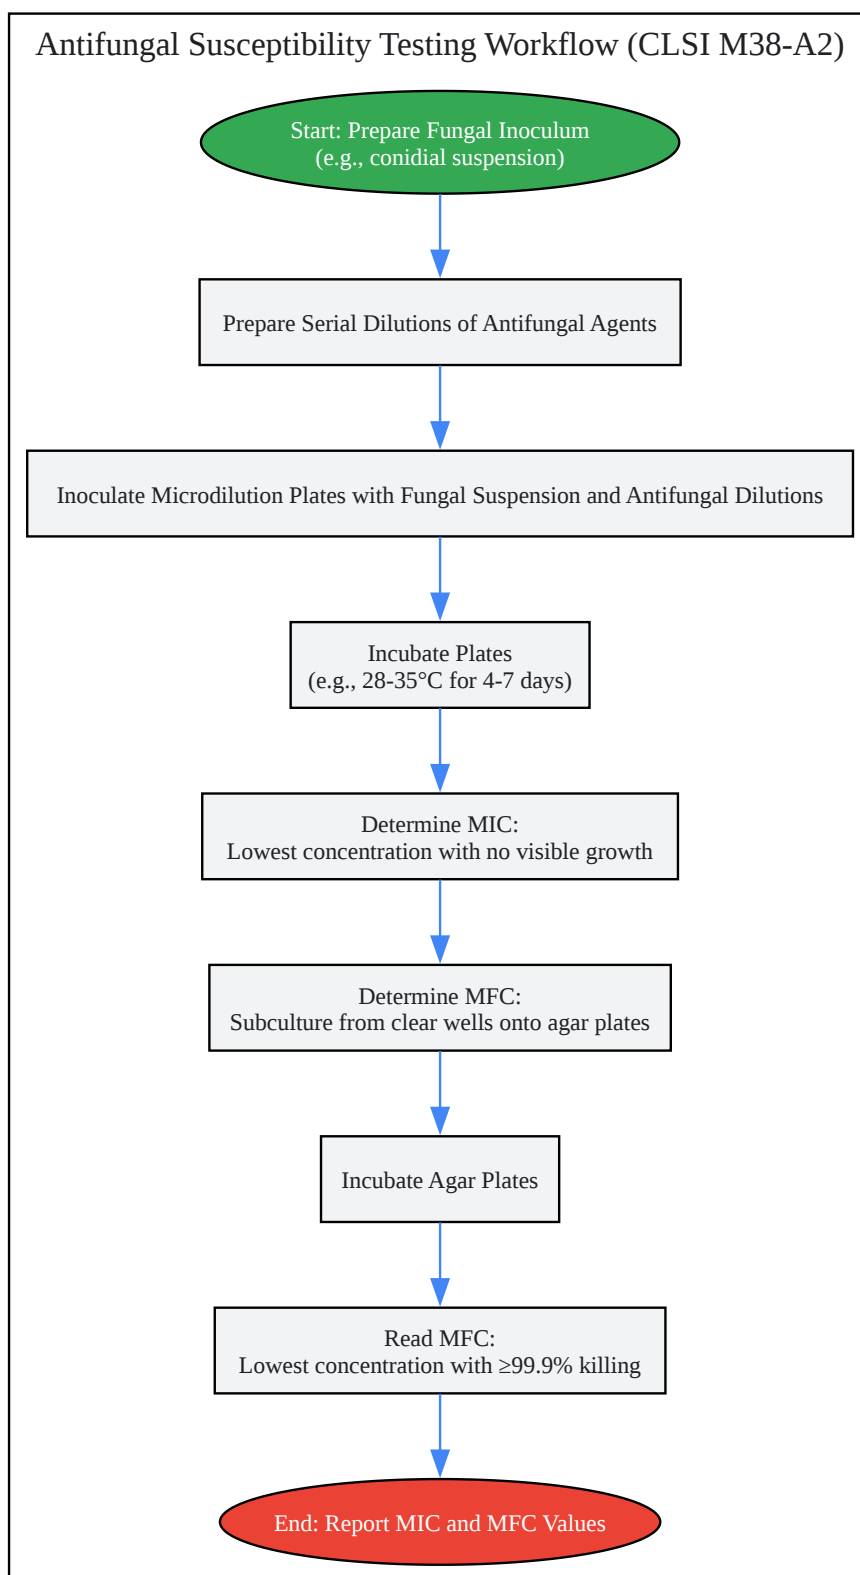 Antifungal Susceptibility Testing Workflow (CLSI M38-A2)
Start: Prepare Fungal Inoculum
(e.g., conidial suspension)
Prepare Serial Dilutions of Antifungal Agents
Inoculate Microdilution Plates with Fungal Suspension and Antifungal Dilutions
Incubate Plates
(e.g., 28-35°C for 4-7 days)
Determine MIC:
Lowest concentration with no visible growth
Determine MFC:
Subculture from clear wells onto agar plates
Incubate Agar Plates
Read MFC:
Lowest concentration with ≥99.9% killing
End: Report MIC and MFC Values